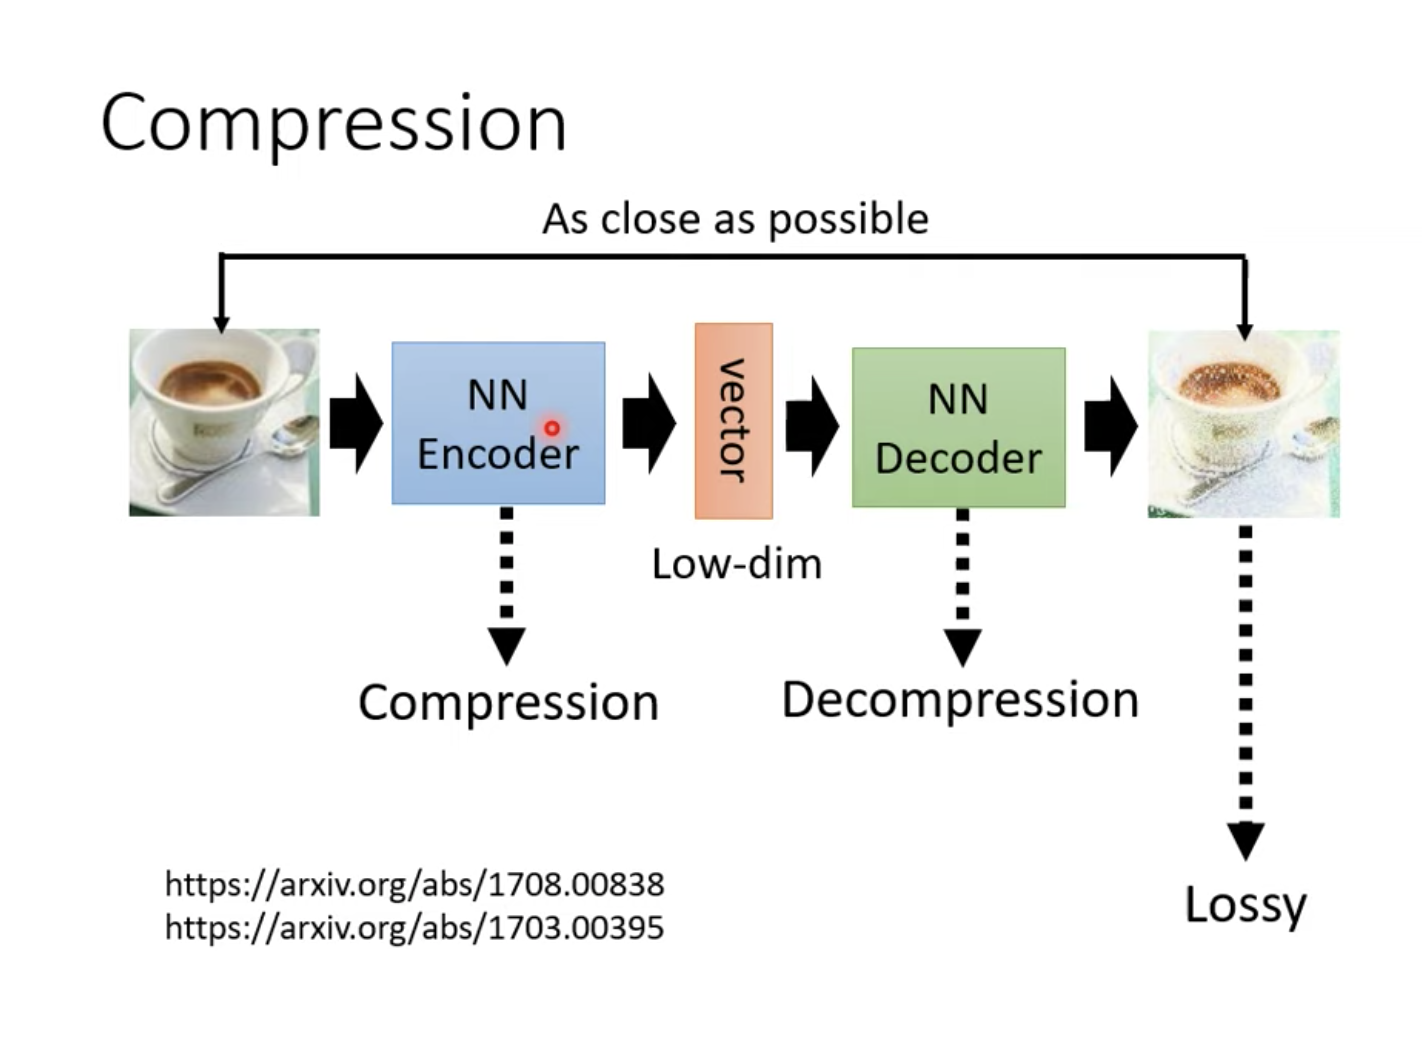 Compression
As close as possible
NN
Encoder
vector
NN
Decoder
Low-dim
Compression
Decompression
https://arxiv.org/abs/1708.00838
https://arxiv.org/abs/1703.00395
Lossy